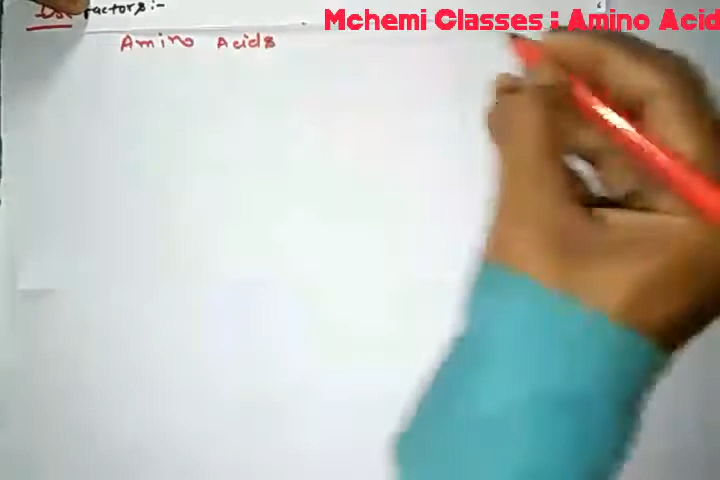 factors:-
Mchemi Classes : Amino Acid
Amino Acids